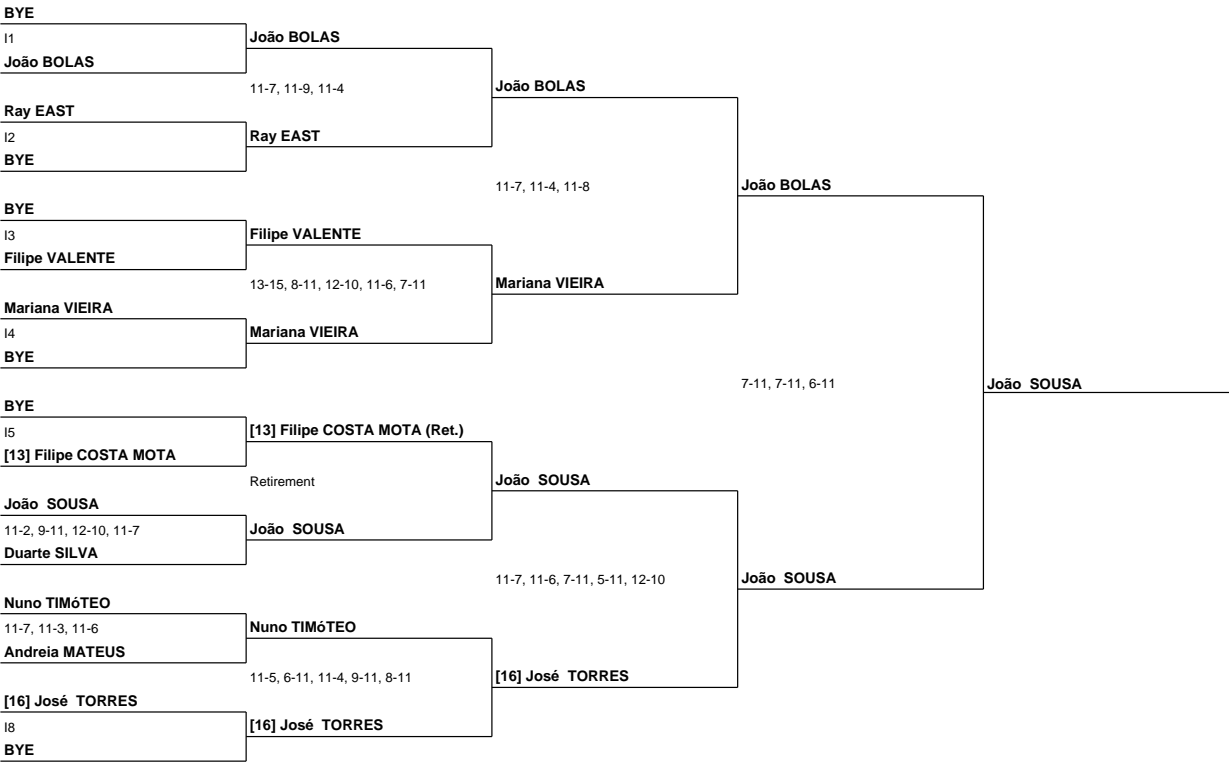 BYE
I1
João BOLAS
João BOLAS
11-7, 11-9, 11-4
João BOLAS
Ray EAST
I2
Ray EAST
BYE
11-7, 11-4, 11-8
João BOLAS
BYE
I3
Filipe VALENTE
Filipe VALENTE
13-15, 8-11, 12-10, 11-6, 7-11
Mariana VIEIRA
Mariana VIEIRA
I4
Mariana VIEIRA
BYE
7-11, 7-11, 6-11
João  SOUSA
BYE
I5
[13] Filipe COSTA MOTA (Ret.)
[13] Filipe COSTA MOTA
Retirement
João  SOUSA
João  SOUSA
11-2, 9-11, 12-10, 11-7
João  SOUSA
Duarte SILVA
11-7, 11-6, 7-11, 5-11, 12-10
João  SOUSA
Nuno TIMóTEO
11-7, 11-3, 11-6
Nuno TIMóTEO
Andreia MATEUS
11-5, 6-11, 11-4, 9-11, 8-11
[16] José  TORRES
[16] José  TORRES
I8
[16] José  TORRES
BYE